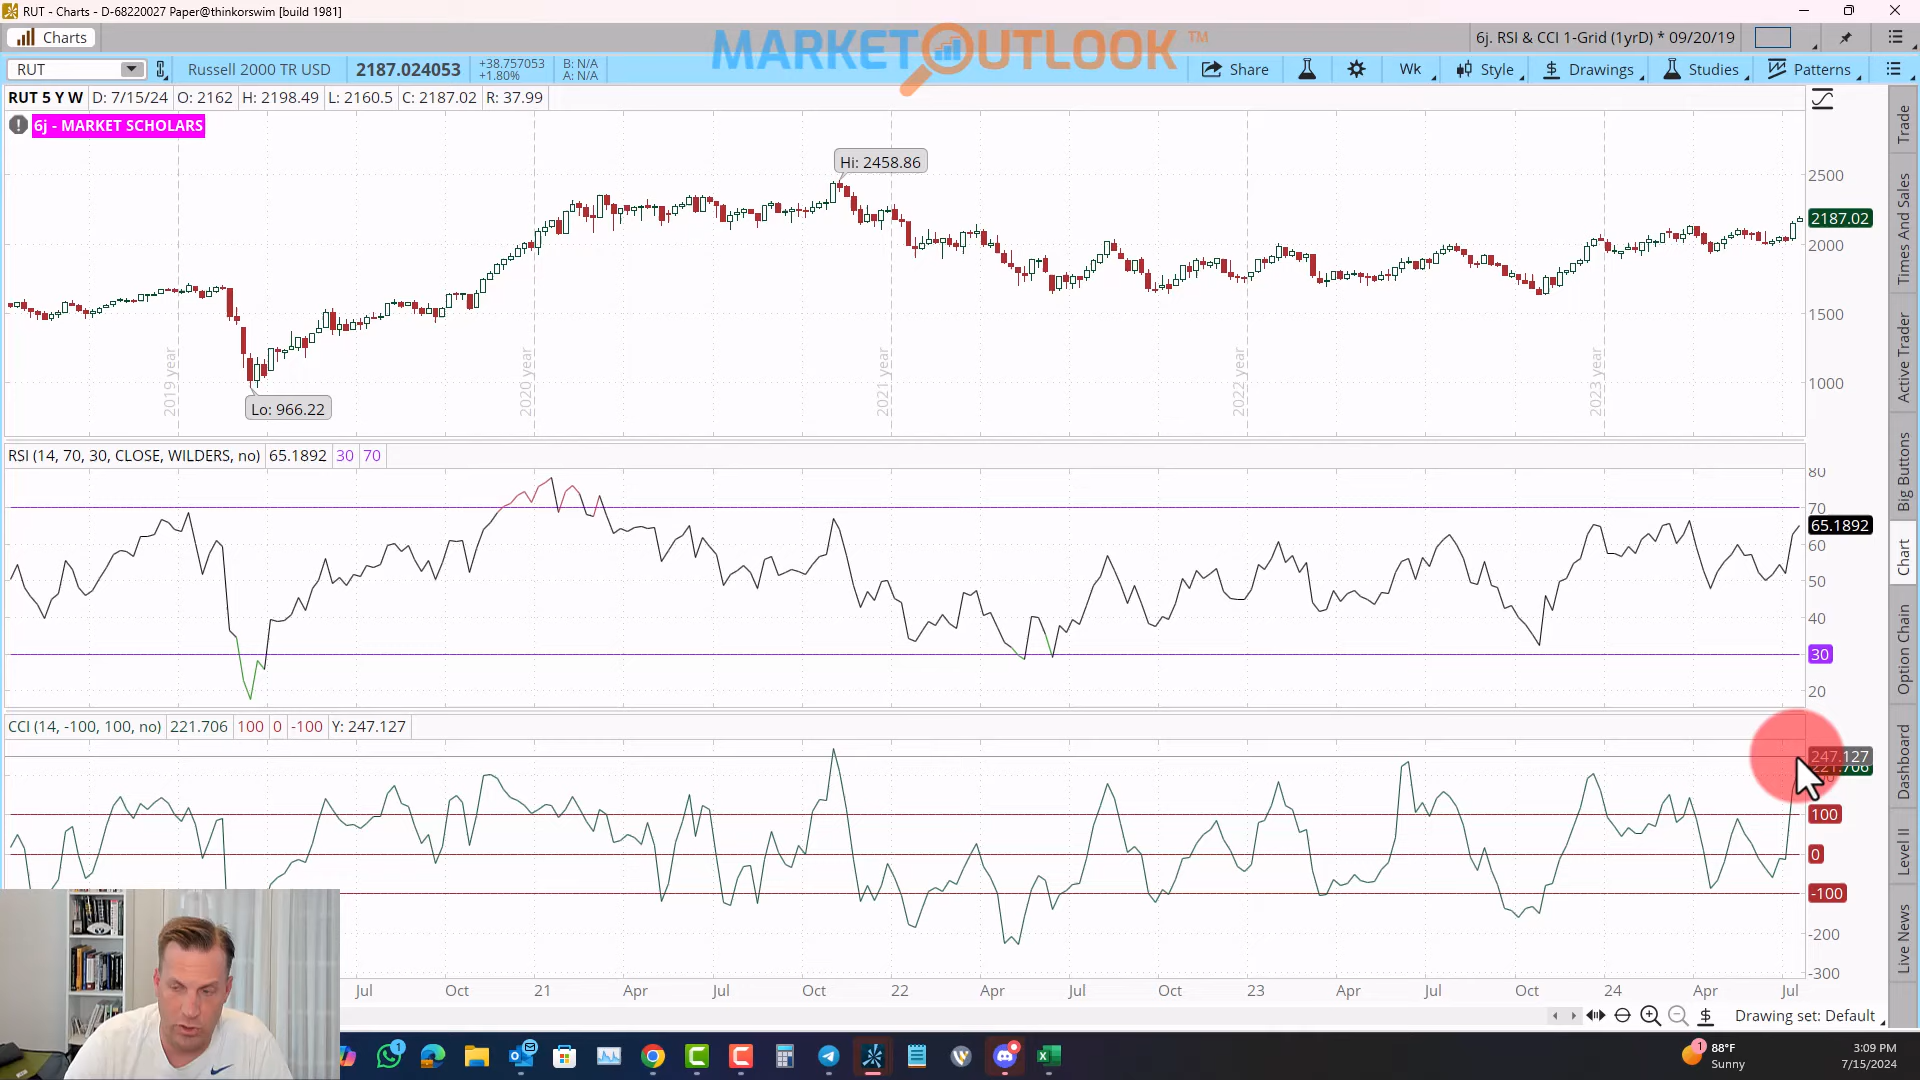 RUT - Charts - D-68220027 Paper@thinkorswim [build 1981]
Charts
MARKETOUTLOOK™
6j. RSI & CCI 1-Grid (1yrD) * 09/20/19
RUT
Russell 2000 TR USD
2187.024053
+38.757053
+1.80%
B: N/A
A: N/A
Share
Wk
Style
Drawings
Studies
Patterns
RUT 5 Y W D: 7/15/24 O: 2162 H: 2198.49 L: 2160.5 C: 2187.02 R: 37.99
6j - MARKET SCHOLARS
Hi: 2458.86
Lo: 966.22
2019 year
2020 year
2021 year
2022 year
2023 year
2500
2187.02
2000
1500
1000
RSI (14, 70, 30, CLOSE, WILDERS, no) 65.1892 30 70
80
70
65.1892
60
50
40
30
20
CCI (14, -100, 100, no) 221.706 100 0 -100 Y: 247.127
247.127
221.706
100
0
-100
-200
-300
Jul Oct 21 Apr Jul Oct 22 Apr Jul Oct 23 Apr Jul Oct 24 Apr Jul
Drawing set: Default
Trade
Times And Sales
Active Trader
Big Buttons
Chart
Option Chain
Dashboard
Level II
Live News
1
1
88°F
Sunny
3:09 PM
7/15/2024